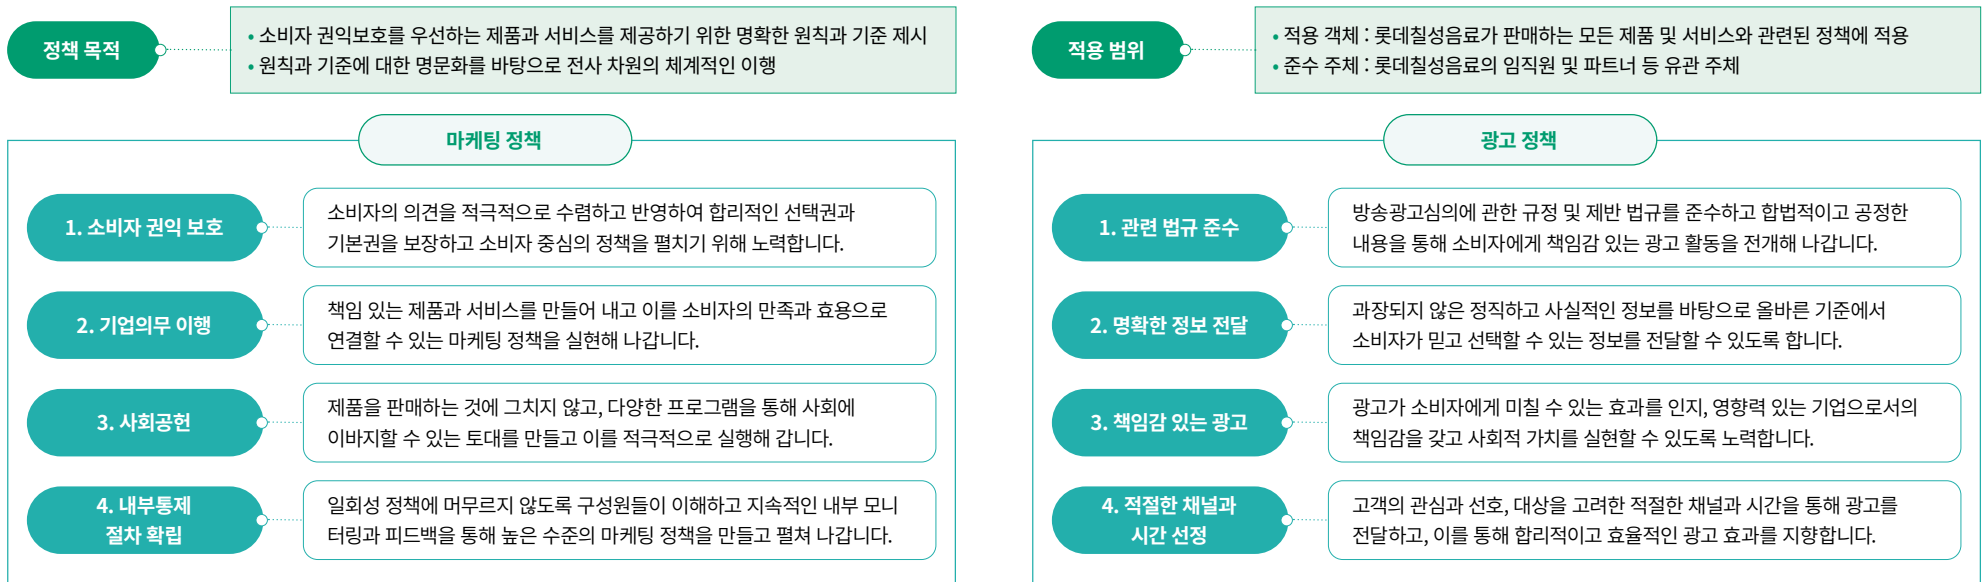 정책 목적
• 소비자 권익보호를 우선하는 제품과 서비스를 제공하기 위한 명확한 원칙과 기준 제시
• 원칙과 기준에 대한 명문화를 바탕으로 전사 차원의 체계적인 이행
적용 범위
• 적용 객체 : 롯데칠성음료가 판매하는 모든 제품 및 서비스와 관련된 정책에 적용
• 준수 주체 : 롯데칠성음료의 임직원 및 파트너 등 유관 주체
마케팅 정책
1. 소비자 권익 보호
소비자의 의견을 적극적으로 수렴하고 반영하여 합리적인 선택권과
기본권을 보장하고 소비자 중심의 정책을 펼치기 위해 노력합니다.
2. 기업의무 이행
책임 있는 제품과 서비스를 만들어 내고 이를 소비자의 만족과 효용으로
연결할 수 있는 마케팅 정책을 실현해 나갑니다.
3. 사회공헌
제품을 판매하는 것에 그치지 않고, 다양한 프로그램을 통해 사회에
이바지할 수 있는 토대를 만들고 이를 적극적으로 실행해 갑니다.
4. 내부통제
절차 확립
일회성 정책에 머무르지 않도록 구성원들이 이해하고 지속적인 내부 모니
터링과 피드백을 통해 높은 수준의 마케팅 정책을 만들고 펼쳐 나갑니다.
광고 정책
1. 관련 법규 준수
방송광고심의에 관한 규정 및 제반 법규를 준수하고 합법적이고 공정한
내용을 통해 소비자에게 책임감 있는 광고 활동을 전개해 나갑니다.
2. 명확한 정보 전달
과장되지 않은 정직하고 사실적인 정보를 바탕으로 올바른 기준에서
소비자가 믿고 선택할 수 있는 정보를 전달할 수 있도록 합니다.
3. 책임감 있는 광고
광고가 소비자에게 미칠 수 있는 효과를 인지, 영향력 있는 기업으로서의
책임감을 갖고 사회적 가치를 실현할 수 있도록 노력합니다.
4. 적절한 채널과
시간 선정
고객의 관심과 선호, 대상을 고려한 적절한 채널과 시간을 통해 광고를
전달하고, 이를 통해 합리적이고 효율적인 광고 효과를 지향합니다.